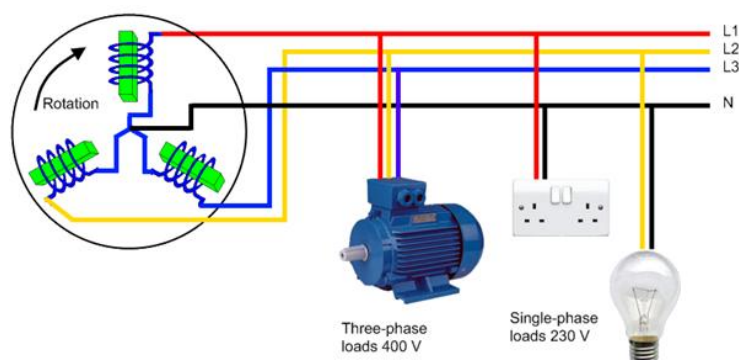 L1
L2
L3
N
Rotation
Three-phase
loads 400 V
Single-phase
loads 230 V